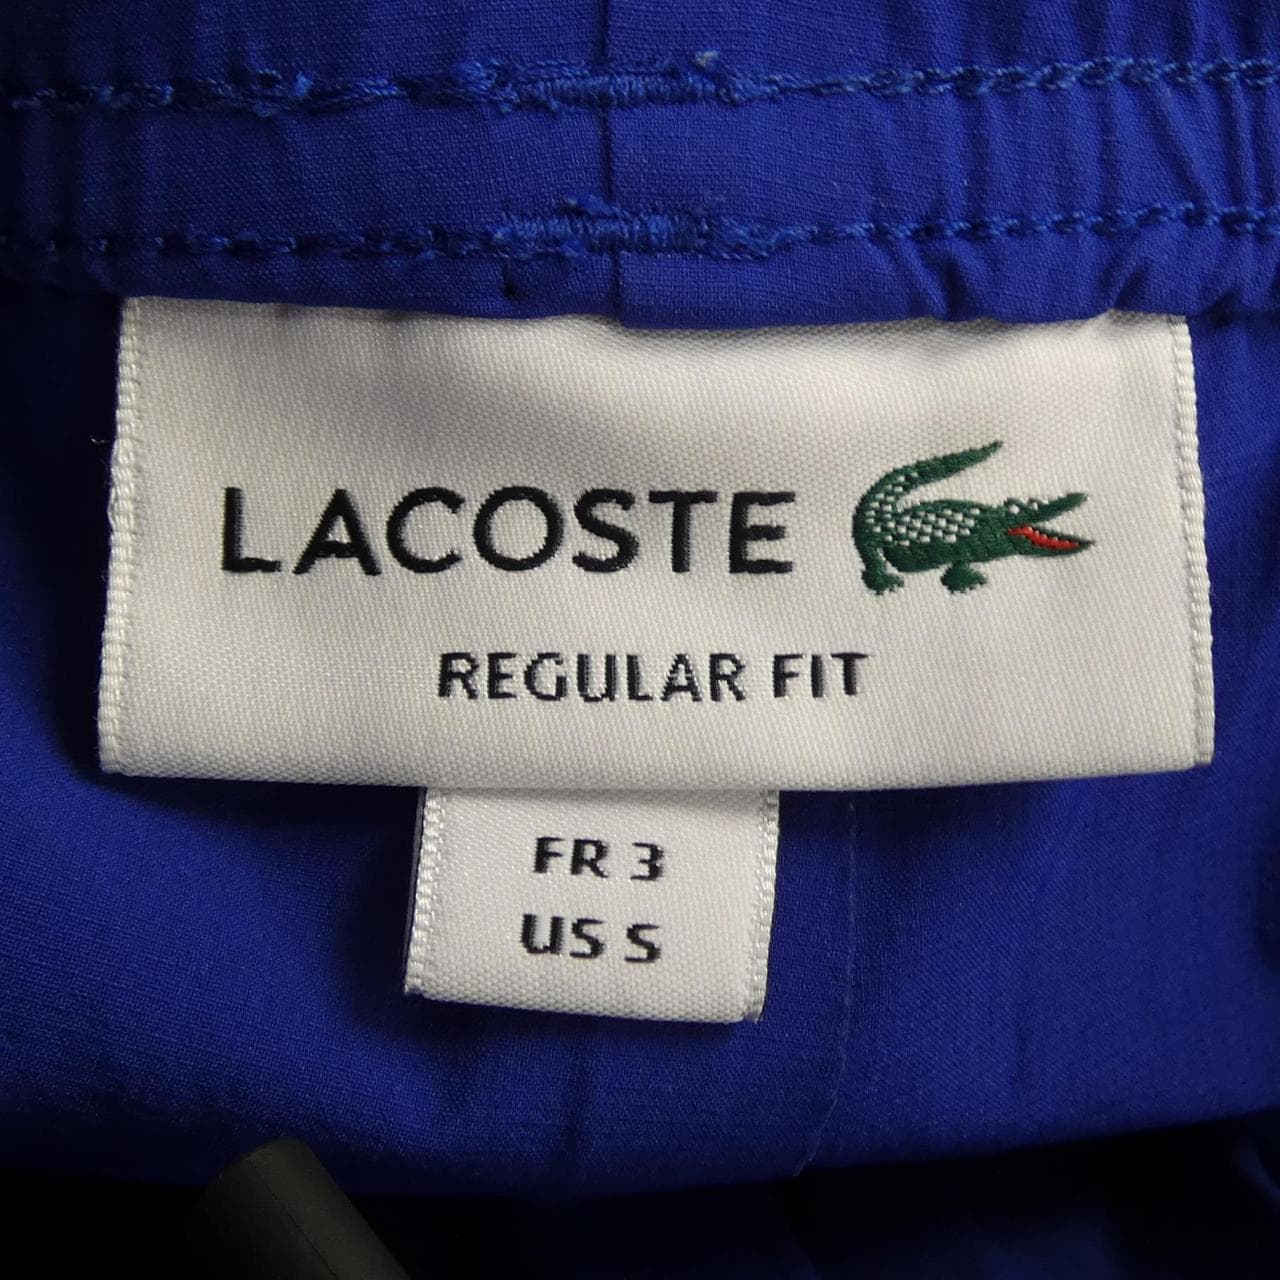 LACOSTE
REGULAR FIT
FR 3
US S